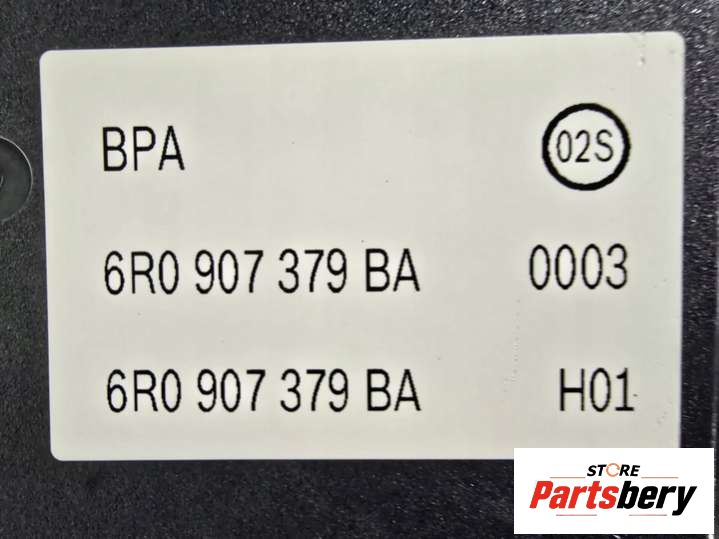 BPA 02S
6R0 907 379 BA 0003
6R0 907 379 BA H01
STORE
Partsbery